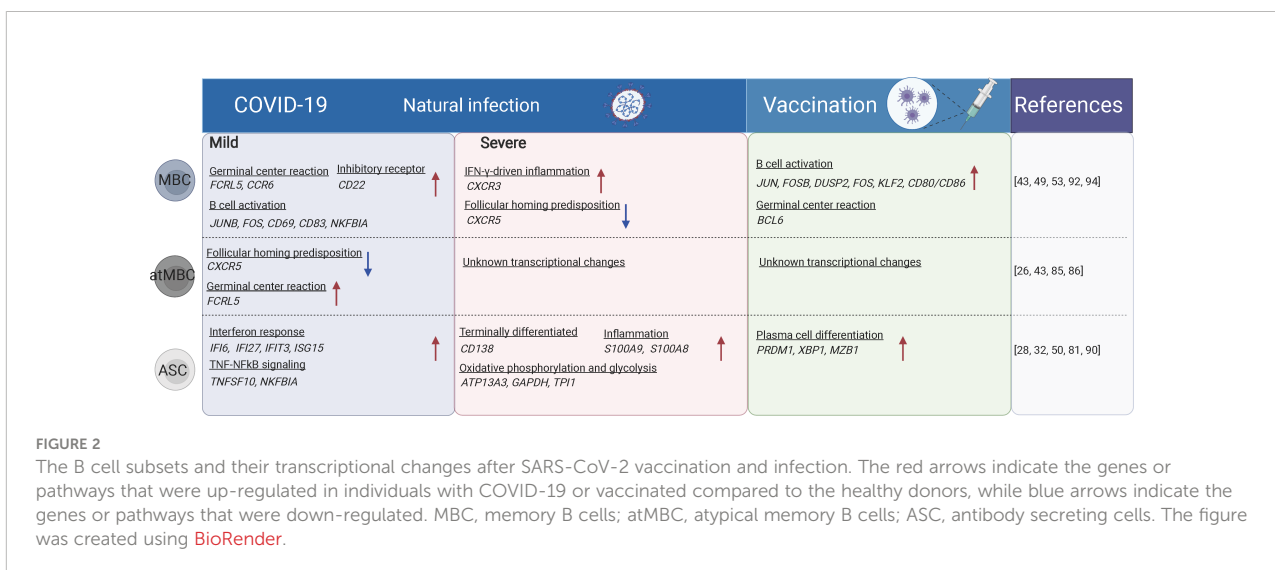 COVID-19 Natural infection Vaccination References
Mild Severe
MBC
Germinal center reaction Inhibitory receptor
FCRL5, CCR6 CD22
B cell activation
JUNB, FOS, CD69, CD83, NKFBIA
IFN-γ-driven inflammation
CXCR3
Follicular homing predisposition
CXCR5
B cell activation
JUN, FOSB, DUSP2, FOS, KLF2, CD80/CD86
Germinal center reaction
BCL6
[43, 49, 53, 92, 94]
atMBC
Follicular homing predisposition
CXCR5
Germinal center reaction
FCRL5
Unknown transcriptional changes
Unknown transcriptional changes
[26, 43, 85, 86]
ASC
Interferon response
IFI6, IFI27, IFIT3, ISG15
TNF-NFkB signaling
TNFSF10, NKFBIA
Terminally differentiated Inflammation
CD138 S100A9, S100A8
Oxidative phosphorylation and glycolysis
ATP13A3, GAPDH, TPI1
Plasma cell differentiation
PRDM1, XBP1, MZB1
[28, 32, 50, 81, 90]
FIGURE 2
The B cell subsets and their transcriptional changes after SARS-CoV-2 vaccination and infection. The red arrows indicate the genes or
pathways that were up-regulated in individuals with COVID-19 or vaccinated compared to the healthy donors, while blue arrows indicate the
genes or pathways that were down-regulated. MBC, memory B cells; atMBC, atypical memory B cells; ASC, antibody secreting cells. The figure
was created using BioRender.